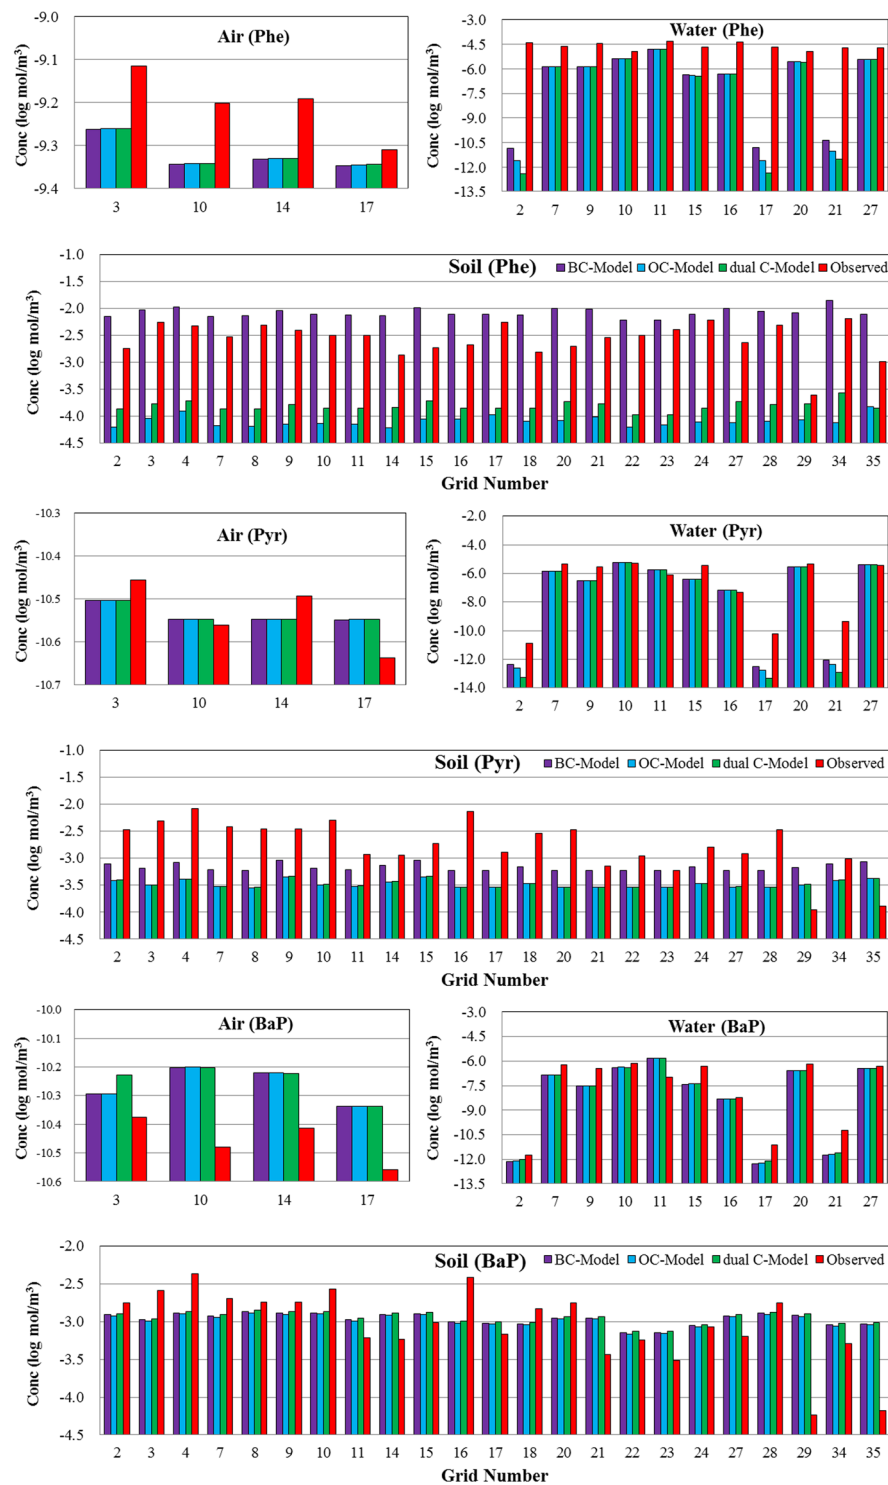 Air (Phe)
Conc (log mol/m³)
-9.0
-9.1
-9.2
-9.3
-9.4
3 10 14 17
Water (Phe)
Conc (log mol/m³)
-3.0
-4.5
-6.0
-7.5
-9.0
-10.5
-12.0
-13.5
2 7 9 10 11 15 16 17 20 21 27
Soil (Phe)
BC-Model OC-Model dual C-Model Observed
Conc (log mol/m³)
-1.0
-1.5
-2.0
-2.5
-3.0
-3.5
-4.0
-4.5
2 3 4 7 8 9 10 11 14 15 16 17 18 20 21 22 23 24 27 28 29 34 35
Grid Number
Air (Pyr)
Conc (log mol/m³)
-10.3
-10.4
-10.5
-10.6
-10.7
3 10 14 17
Water (Pyr)
Conc (log mol/m³)
-2.0
-4.0
-6.0
-8.0
-10.0
-12.0
-14.0
2 7 9 10 11 15 16 17 20 21 27
Soil (Pyr)
BC-Model OC-Model dual C-Model Observed
Conc (log mol/m³)
-1.0
-1.5
-2.0
-2.5
-3.0
-3.5
-4.0
-4.5
2 3 4 7 8 9 10 11 14 15 16 17 18 20 21 22 23 24 27 28 29 34 35
Grid Number
Air (BaP)
Conc (log mol/m³)
-10.0
-10.1
-10.2
-10.3
-10.4
-10.5
-10.6
3 10 14 17
Water (BaP)
Conc (log mol/m³)
-3.0
-4.5
-6.0
-7.5
-9.0
-10.5
-12.0
-13.5
2 7 9 10 11 15 16 17 20 21 27
Soil (BaP)
BC-Model OC-Model dual C-Model Observed
Conc (log mol/m³)
-2.0
-2.5
-3.0
-3.5
-4.0
-4.5
2 3 4 7 8 9 10 11 14 15 16 17 18 20 21 22 23 24 27 28 29 34 35
Grid Number